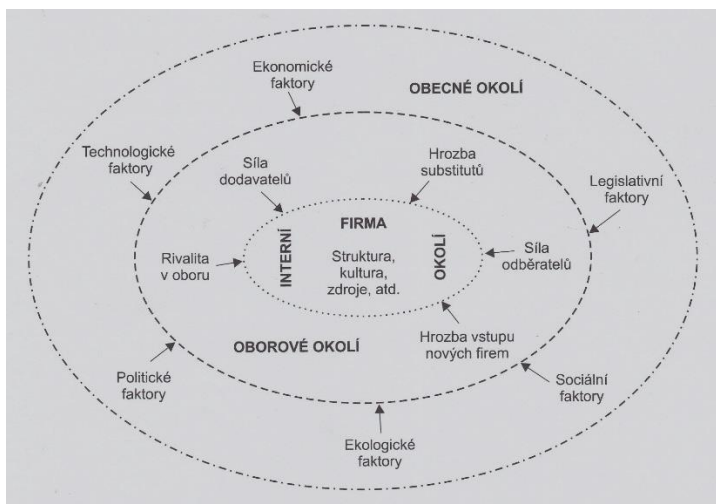 Ekonomické
faktory
OBECNÉ OKOLÍ
Technologické
faktory
Síla
dodavatelů
Hrozba
substitutů
Legislativní
faktory
FIRMA
INTERNÍ
OKOLÍ
Struktura,
kultura,
zdroje, atd.
Rivalita
v oboru
Síla
odběratelů
OBOROVÉ OKOLÍ
Hrozba vstupu
nových firem
Politické
faktory
Sociální
faktory
Ekologické
faktory